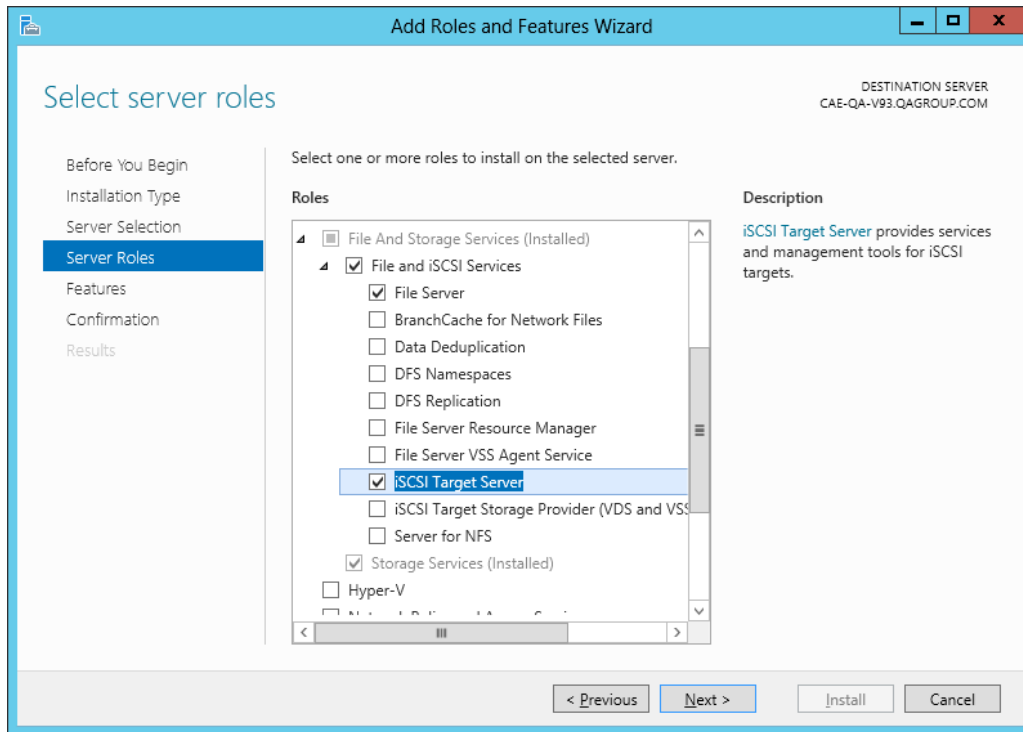 Add Roles and Features Wizard
Select server roles
DESTINATION SERVER
CAE-QA-V93.QAGROUP.COM
Before You Begin
Installation Type
Server Selection
Server Roles
Features
Confirmation
Results
Select one or more roles to install on the selected server.
Roles
File And Storage Services (Installed)
File and iSCSI Services
File Server
BranchCache for Network Files
Data Deduplication
DFS Namespaces
DFS Replication
File Server Resource Manager
File Server VSS Agent Service
iSCSI Target Server
iSCSI Target Storage Provider (VDS and VSS
Server for NFS
Storage Services (Installed)
Hyper-V
Description
iSCSI Target Server provides services
and management tools for iSCSI
targets.
< Previous
Next >
Install
Cancel